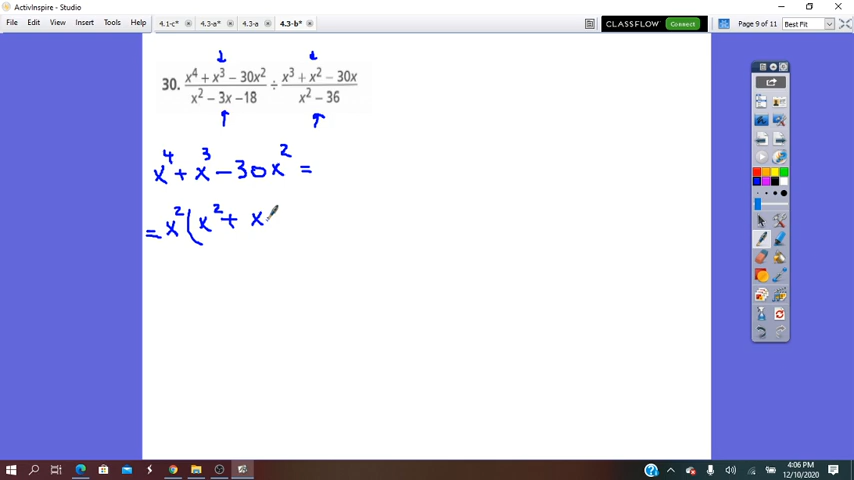 ActivInspire - Studio
File Edit View Insert Tools Help
4.1-c* 4.3-a* 4.3-a 4.3-b*
CLASSFLOW Connect Page 9 of 11 Best Fit
30. x⁴ + x³ − 30x² / x² − 3x −18 ÷ x³ + x² − 30x / x² − 36
x⁴ + x³ − 30x² =
= x² ( x² + x
4:06 PM
12/10/2020